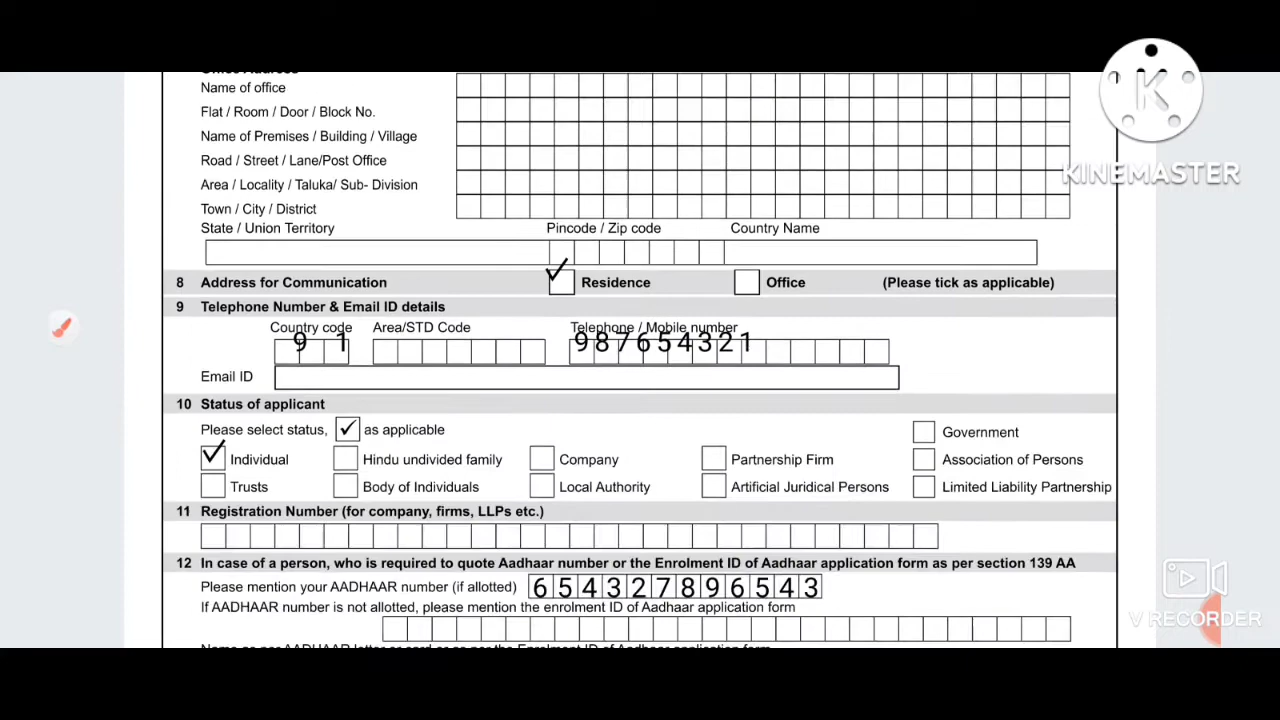 Name of office
Flat / Room / Door / Block No.
Name of Premises / Building / Village
Road / Street / Lane/Post Office
Area / Locality / Taluka/ Sub- Division
Town / City / District
State / Union Territory Pincode / Zip code Country Name
8 Address for Communication Residence Office (Please tick as applicable)
9 Telephone Number & Email ID details
Country code Area/STD Code Telephone / Mobile number
9 1 987654321
Email ID
10 Status of applicant
Please select status, as applicable Government
Individual Hindu undivided family Company Partnership Firm Association of Persons
Trusts Body of Individuals Local Authority Artificial Juridical Persons Limited Liability Partnership
11 Registration Number (for company, firms, LLPs etc.)
12 In case of a person, who is required to quote Aadhaar number or the Enrolment ID of Aadhaar application form as per section 139 AA
Please mention your AADHAAR number (if allotted) 654327896543
If AADHAAR number is not allotted, please mention the enrolment ID of Aadhaar application form
K
KINEMASTER
V RECORDER